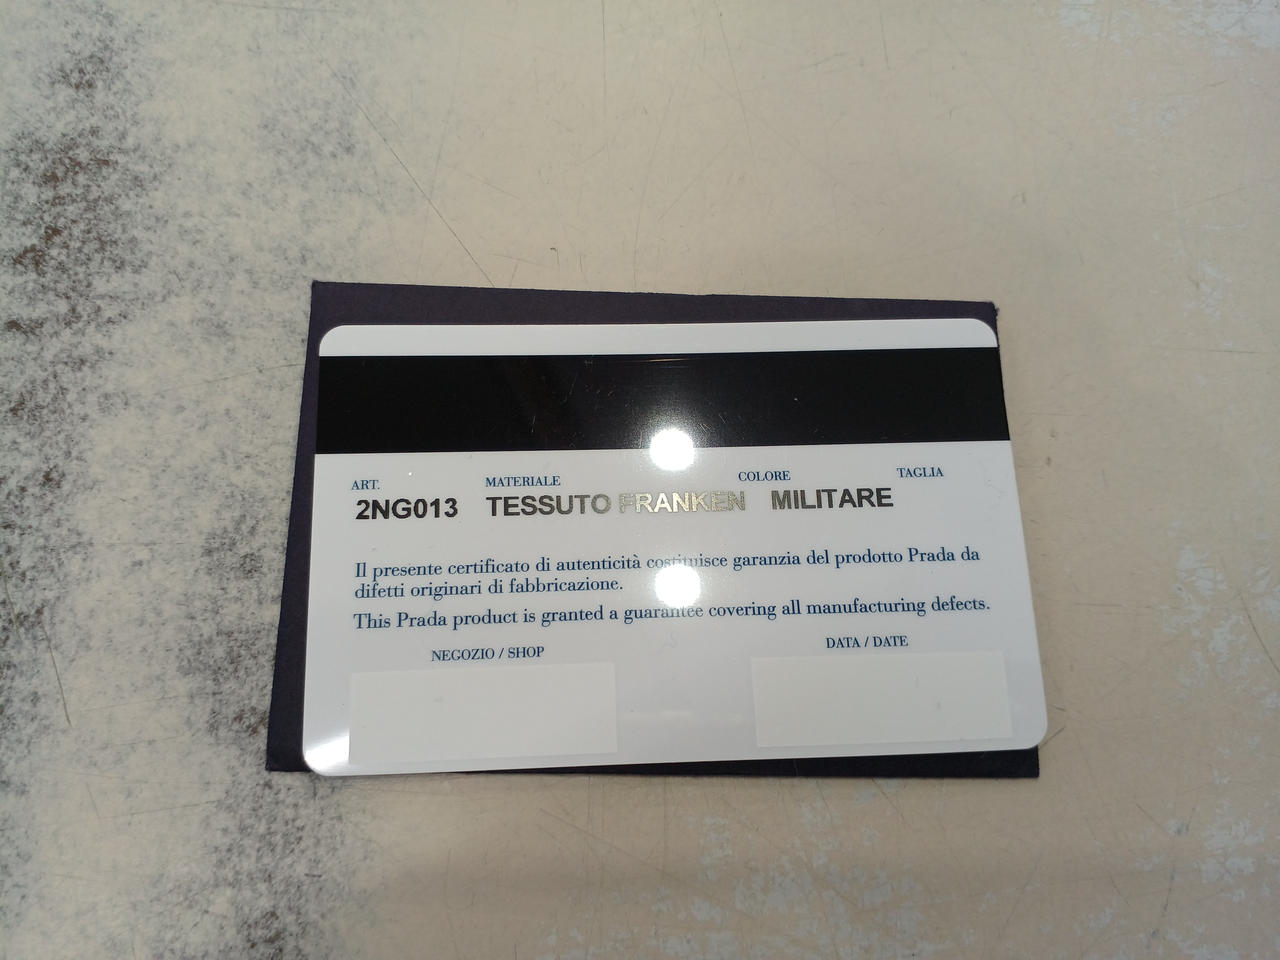 ART. MATERIALE COLORE TAGLIA
2NG013 TESSUTO FRANKEN MILITARE
Il presente certificato di autenticità costituisce garanzia del prodotto Prada da
difetti originari di fabbricazione.
This Prada product is granted a guarantee covering all manufacturing defects.
NEGOZIO / SHOP DATA / DATE